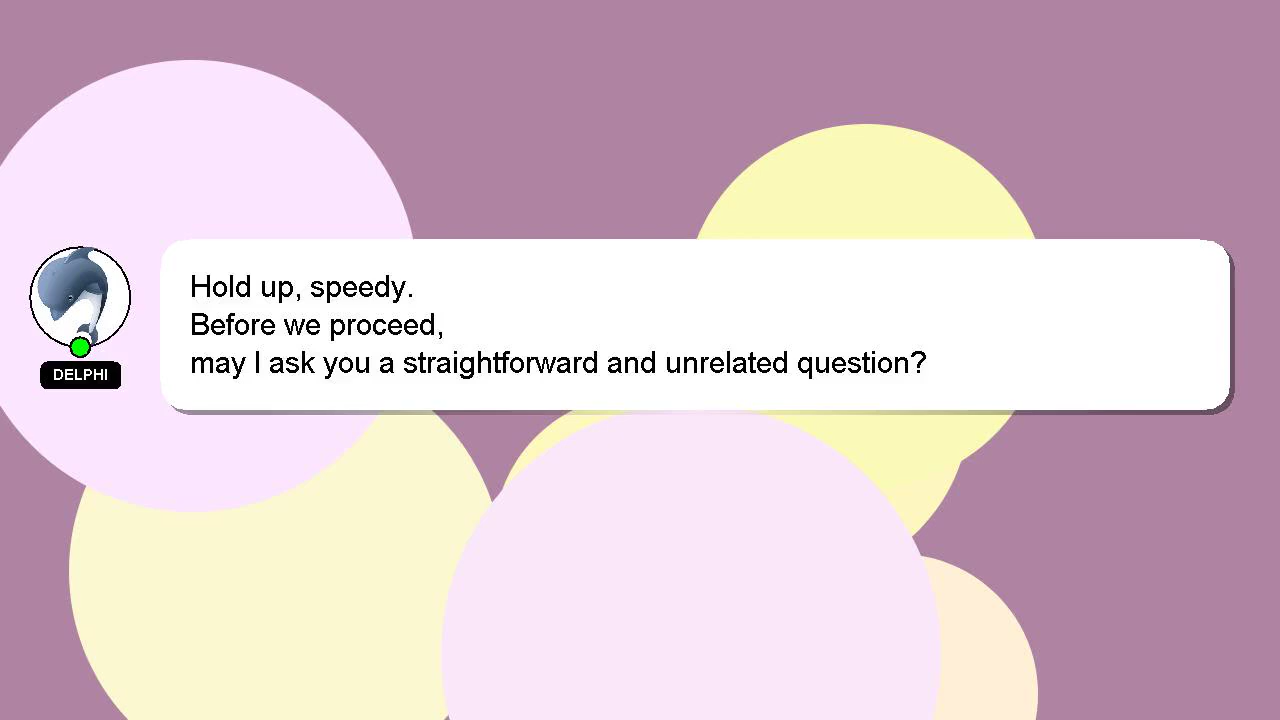 Hold up, speedy.
Before we proceed,
may I ask you a straightforward and unrelated question?
DELPHI